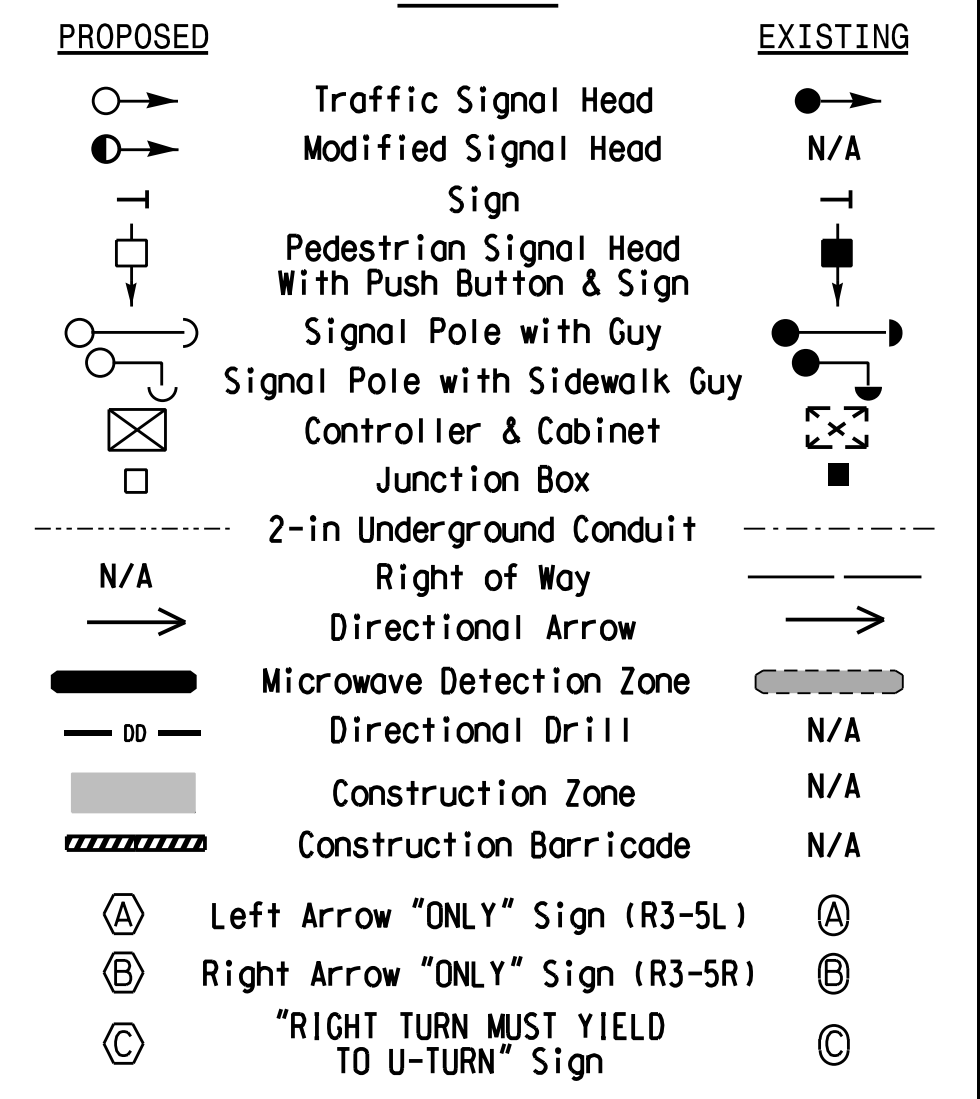 PROPOSED EXISTING
Traffic Signal Head
Modified Signal Head N/A
Sign
Pedestrian Signal Head
With Push Button & Sign
Signal Pole with Guy
Signal Pole with Sidewalk Guy
Controller & Cabinet
Junction Box
2-in Underground Conduit
N/A Right of Way
Directional Arrow
Microwave Detection Zone
DD Directional Drill N/A
Construction Zone N/A
Construction Barricade N/A
A Left Arrow "ONLY" Sign (R3-5L) A
B Right Arrow "ONLY" Sign (R3-5R) B
"RIGHT TURN MUST YIELD
C TO U-TURN" Sign C